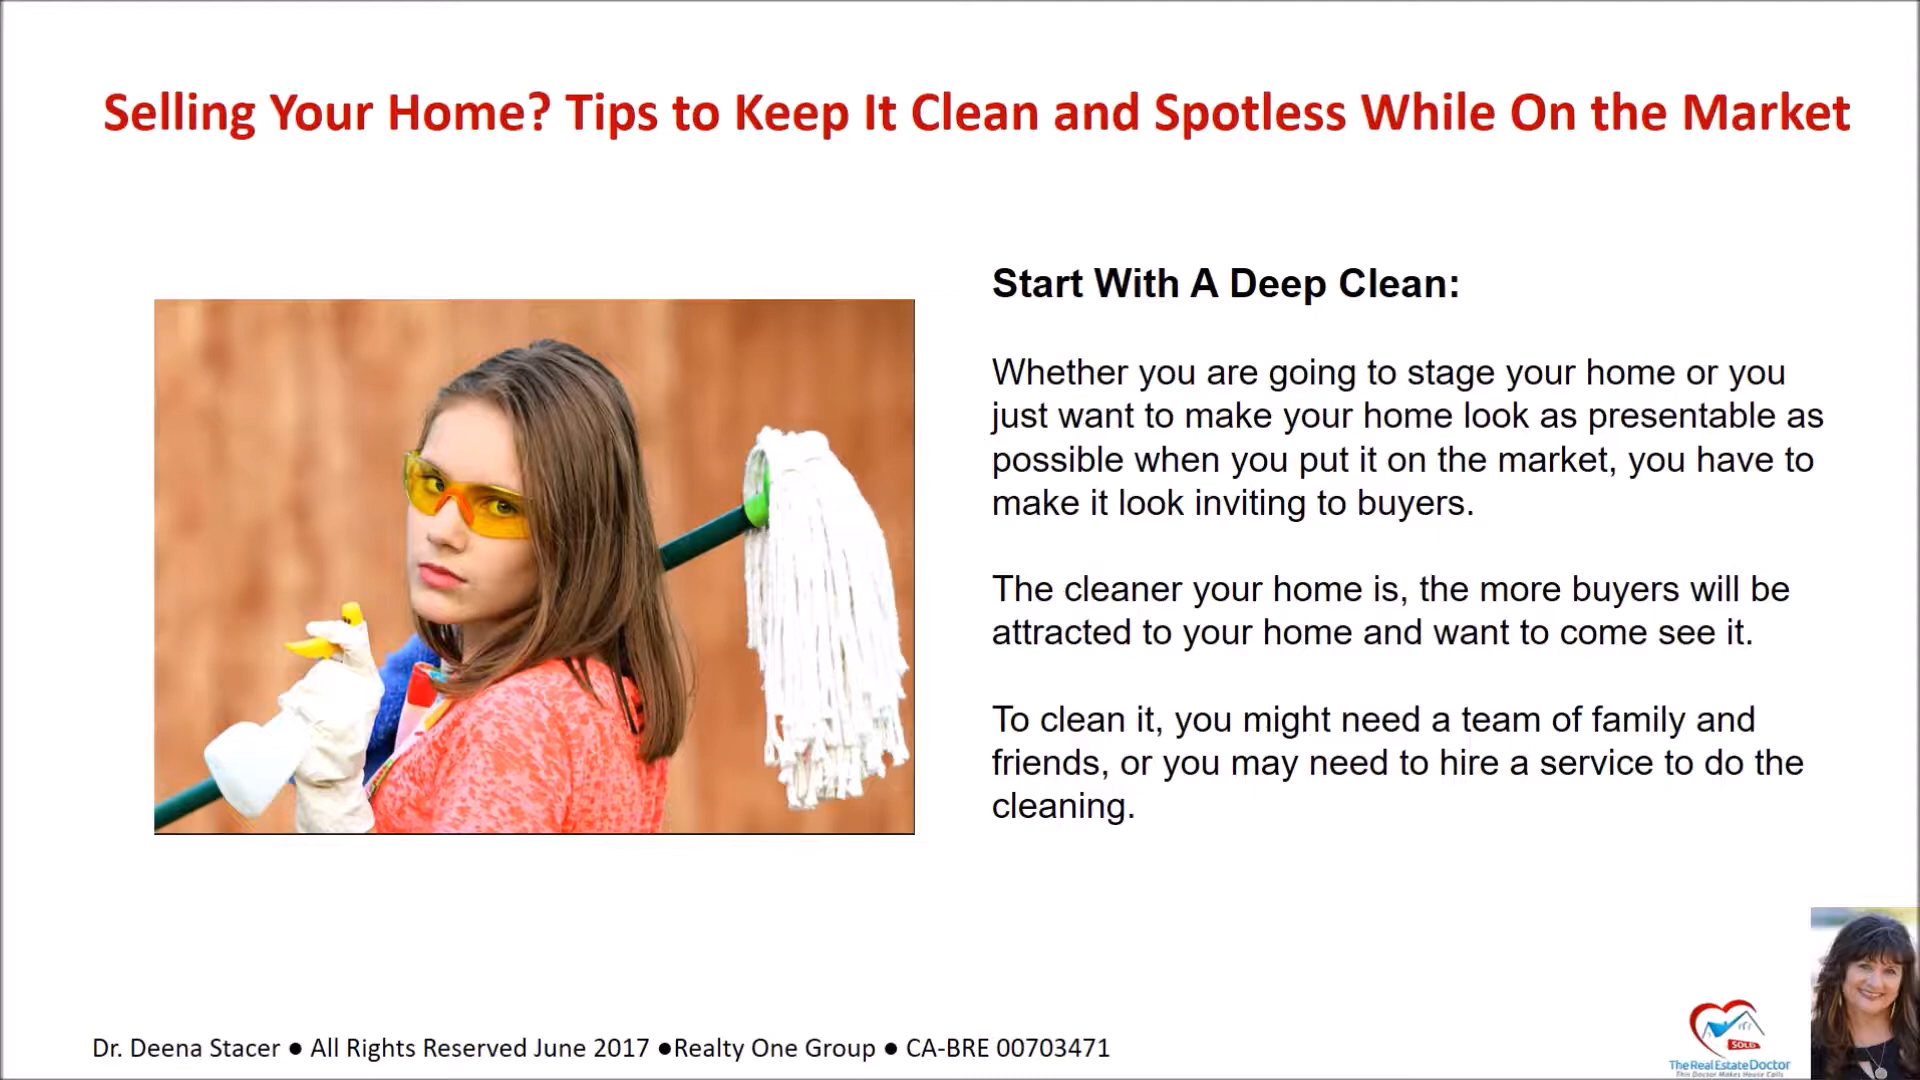 Selling Your Home? Tips to Keep It Clean and Spotless While On the Market
Start With A Deep Clean:
Whether you are going to stage your home or you
just want to make your home look as presentable as
possible when you put it on the market, you have to
make it look inviting to buyers.
The cleaner your home is, the more buyers will be
attracted to your home and want to come see it.
To clean it, you might need a team of family and
friends, or you may need to hire a service to do the
cleaning.
Dr. Deena Stacer ● All Rights Reserved June 2017 ●Realty One Group ● CA-BRE 00703471
SOLD
The Real Estate Doctor
This Doctor Makes House Calls